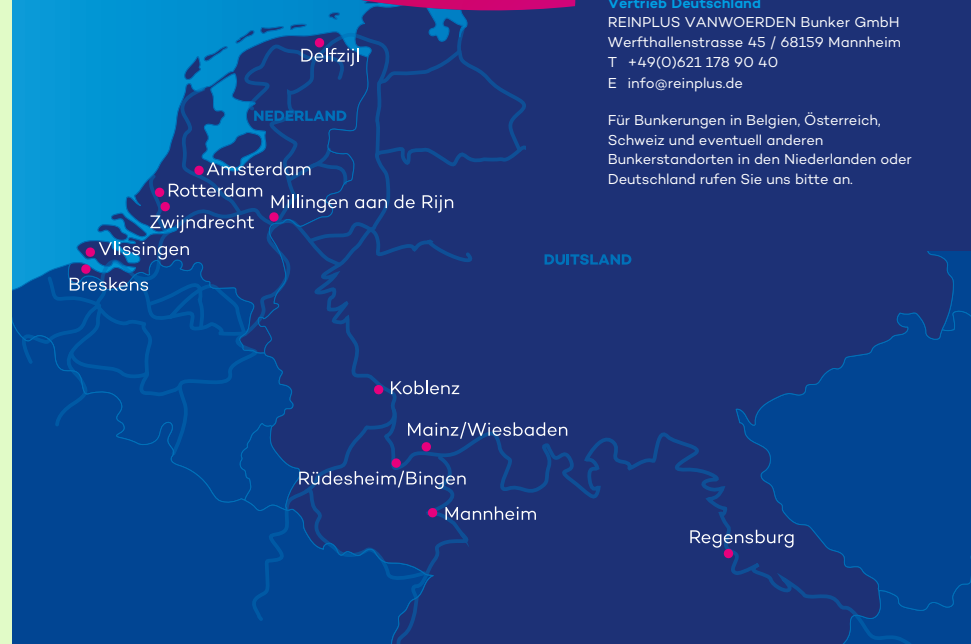 Vertrieb Deutschland
REINPLUS VANWOERDEN Bunker GmbH
Werfthallenstrasse 45 / 68159 Mannheim
T +49(0)621 178 90 40
E info@reinplus.de
Für Bunkerungen in Belgien, Österreich,
Schweiz und eventuell anderen
Bunkerstandorten in den Niederlanden oder
Deutschland rufen Sie uns bitte an.
Delfzijl
NEDERLAND
Amsterdam
Rotterdam
Millingen aan de Rijn
Zwijndrecht
Vlissingen
DUITSLAND
Breskens
Koblenz
Mainz/Wiesbaden
Rüdesheim/Bingen
Mannheim
Regensburg